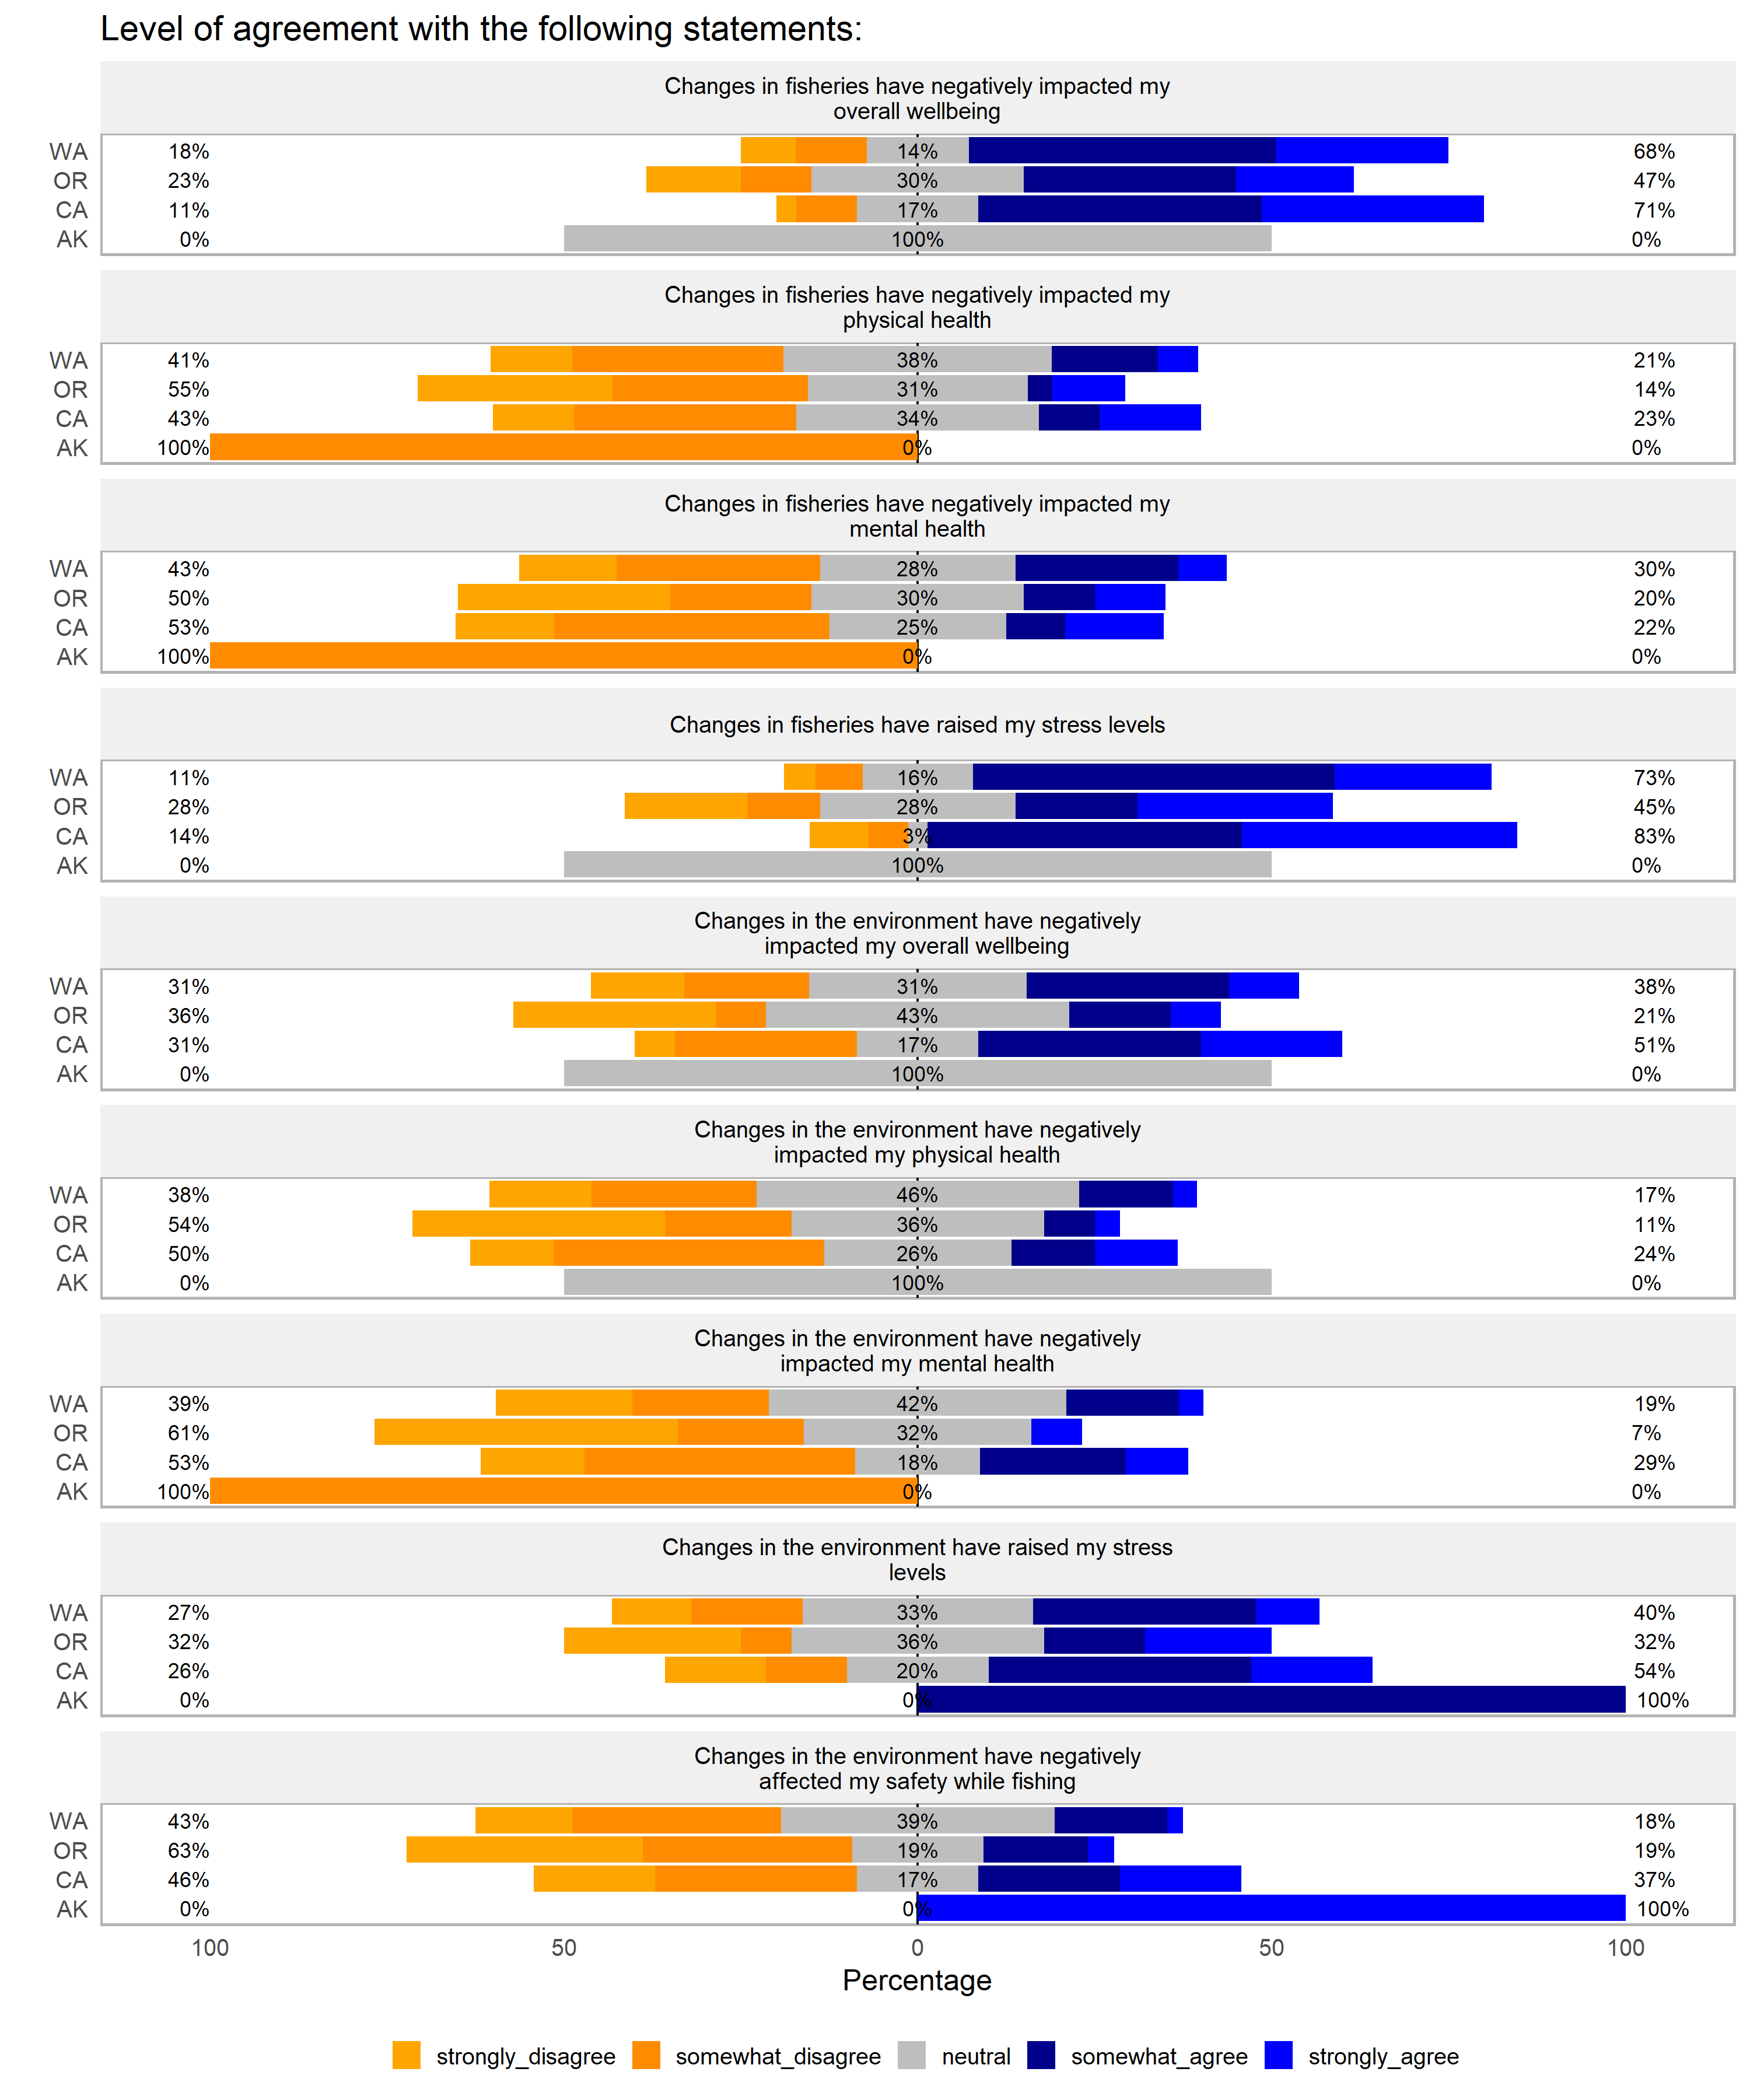 Level of agreement with the following statements:
Changes in fisheries have negatively impacted my
overall wellbeing
WA 18% 14% 68%
OR 23% 30% 47%
CA 11% 17% 71%
AK 0% 100% 0%
Changes in fisheries have negatively impacted my
physical health
WA 41% 38% 21%
OR 55% 31% 14%
CA 43% 34% 23%
AK 100% 0% 0%
Changes in fisheries have negatively impacted my
mental health
WA 43% 28% 30%
OR 50% 30% 20%
CA 53% 25% 22%
AK 100% 0% 0%
Changes in fisheries have raised my stress levels
WA 11% 16% 73%
OR 28% 28% 45%
CA 14% 3% 83%
AK 0% 100% 0%
Changes in the environment have negatively
impacted my overall wellbeing
WA 31% 31% 38%
OR 36% 43% 21%
CA 31% 17% 51%
AK 0% 100% 0%
Changes in the environment have negatively
impacted my physical health
WA 38% 46% 17%
OR 54% 36% 11%
CA 50% 26% 24%
AK 0% 100% 0%
Changes in the environment have negatively
impacted my mental health
WA 39% 42% 19%
OR 61% 32% 7%
CA 53% 18% 29%
AK 100% 0% 0%
Changes in the environment have raised my stress
levels
WA 27% 33% 40%
OR 32% 36% 32%
CA 26% 20% 54%
AK 0% 0% 100%
Changes in the environment have negatively
affected my safety while fishing
WA 43% 39% 18%
OR 63% 19% 19%
CA 46% 17% 37%
AK 0% 0% 100%
100 50 0 50 100
Percentage
strongly_disagree somewhat_disagree neutral somewhat_agree strongly_agree